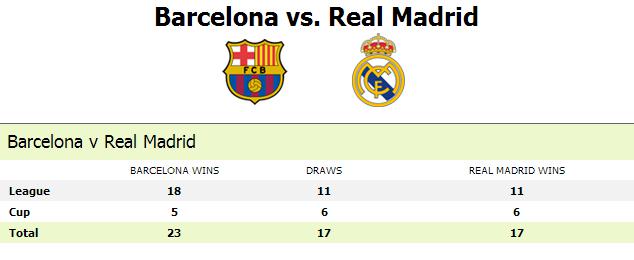 Barcelona vs. Real Madrid
FCB
Barcelona v Real Madrid
BARCELONA WINS DRAWS REAL MADRID WINS
League 18 11 11
Cup 5 6 6
Total 23 17 17